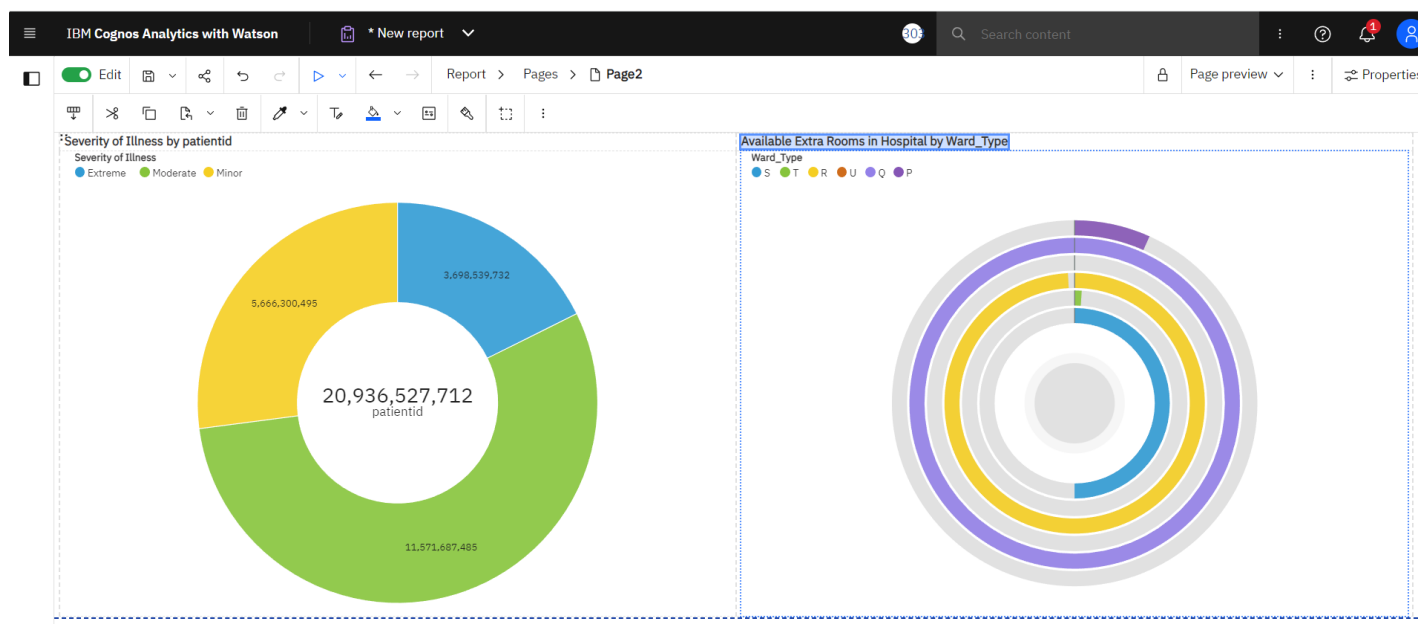 IBM Cognos Analytics with Watson
* New report
303
Search content
1
Edit
Report > Pages > Page2
Page preview
Properties
Severity of Illness by patientid
Severity of Illness
Extreme Moderate Minor
3,698,539,732
5,666,300,495
20,936,527,712
patientid
11,571,687,485
Available Extra Rooms in Hospital by Ward_Type
Ward_Type
S T R U Q P